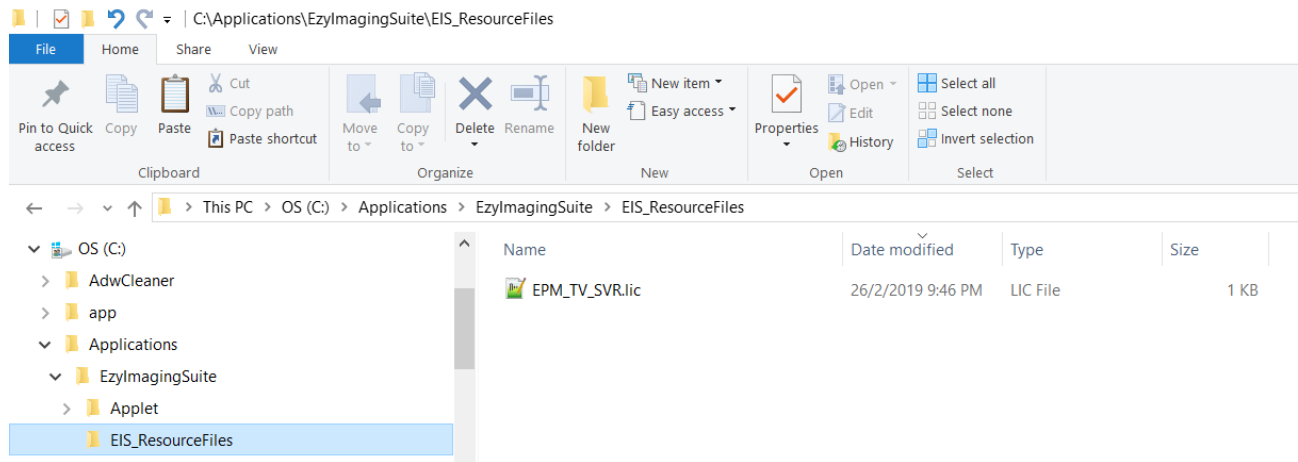 C:\Applications\EzyImagingSuite\EIS_ResourceFiles
File Home Share View
Pin to Quick access
Copy
Paste
Cut
Copy path
Paste shortcut
Clipboard
Move to
Copy to
Delete
Rename
Organize
New folder
New item
Easy access
New
Properties
Open
Edit
History
Open
Select all
Select none
Invert selection
Select
This PC > OS (C:) > Applications > EzyImagingSuite > EIS_ResourceFiles
OS (C:)
AdwCleaner
app
Applications
EzyImagingSuite
Applet
EIS_ResourceFiles
Name Date modified Type Size
EPM_TV_SVR.lic 26/2/2019 9:46 PM LIC File 1 KB